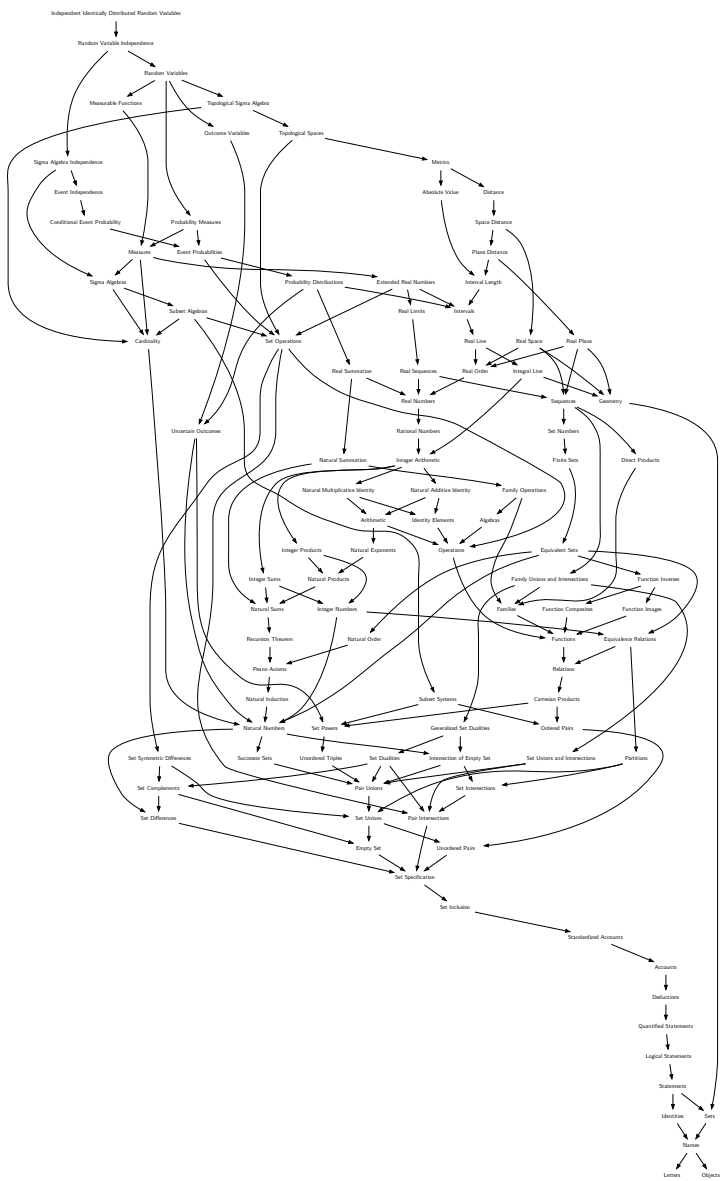 Independent Identically Distributed Random Variables
Random Variable Independence
Random Variables
Measurable Functions
Topological Sigma Algebra
Outcome Variables
Topological Spaces
Sigma Algebra Independence
Metrics
Event Independence
Absolute Value
Distance
Conditional Event Probability
Probability Measures
Space Distance
Measures
Event Probabilities
Plane Distance
Sigma Algebras
Probability Distributions
Extended Real Numbers
Interval Length
Subset Algebras
Real Limits
Intervals
Cardinality
Set Operations
Real Line
Real Space
Real Plane
Real Summation
Real Sequences
Real Order
Integral Line
Real Numbers
Sequences
Geometry
Uncertain Outcomes
Rational Numbers
Set Numbers
Natural Summation
Integer Arithmetic
Finite Sets
Direct Products
Natural Multiplicative Identity
Natural Additive Identity
Family Operations
Arithmetic
Identity Elements
Algebras
Integer Products
Natural Exponents
Operations
Equivalent Sets
Integer Sums
Natural Products
Family Unions and Intersections
Function Inverses
Natural Sums
Integer Numbers
Families
Function Composites
Function Images
Recursion Theorem
Natural Order
Functions
Equivalence Relations
Peano Axioms
Relations
Natural Induction
Subset Systems
Cartesian Products
Natural Numbers
Set Powers
Generalized Set Dualities
Ordered Pairs
Set Symmetric Differences
Successor Sets
Unordered Triples
Set Dualities
Intersection of Empty Set
Set Unions and Intersections
Partitions
Set Complements
Pair Unions
Set Intersections
Set Differences
Set Unions
Pair Intersections
Empty Set
Unordered Pairs
Set Specification
Set Inclusion
Standardized Accounts
Accounts
Deductions
Quantified Statements
Logical Statements
Statements
Identities
Sets
Names
Letters
Objects